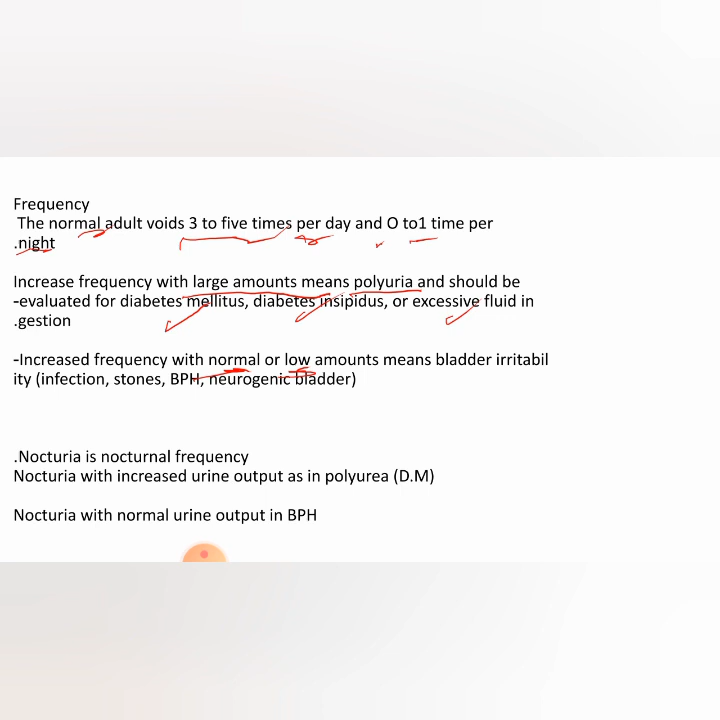 Frequency
The normal adult voids 3 to five times per day and O to1 time per
.night
Increase frequency with large amounts means polyuria and should be
-evaluated for diabetes mellitus, diabetes insipidus, or excessive fluid in
.gestion
-Increased frequency with normal or low amounts means bladder irritabil
ity (infection, stones, BPH, neurogenic bladder)
.Nocturia is nocturnal frequency
Nocturia with increased urine output as in polyurea (D.M)
Nocturia with normal urine output in BPH